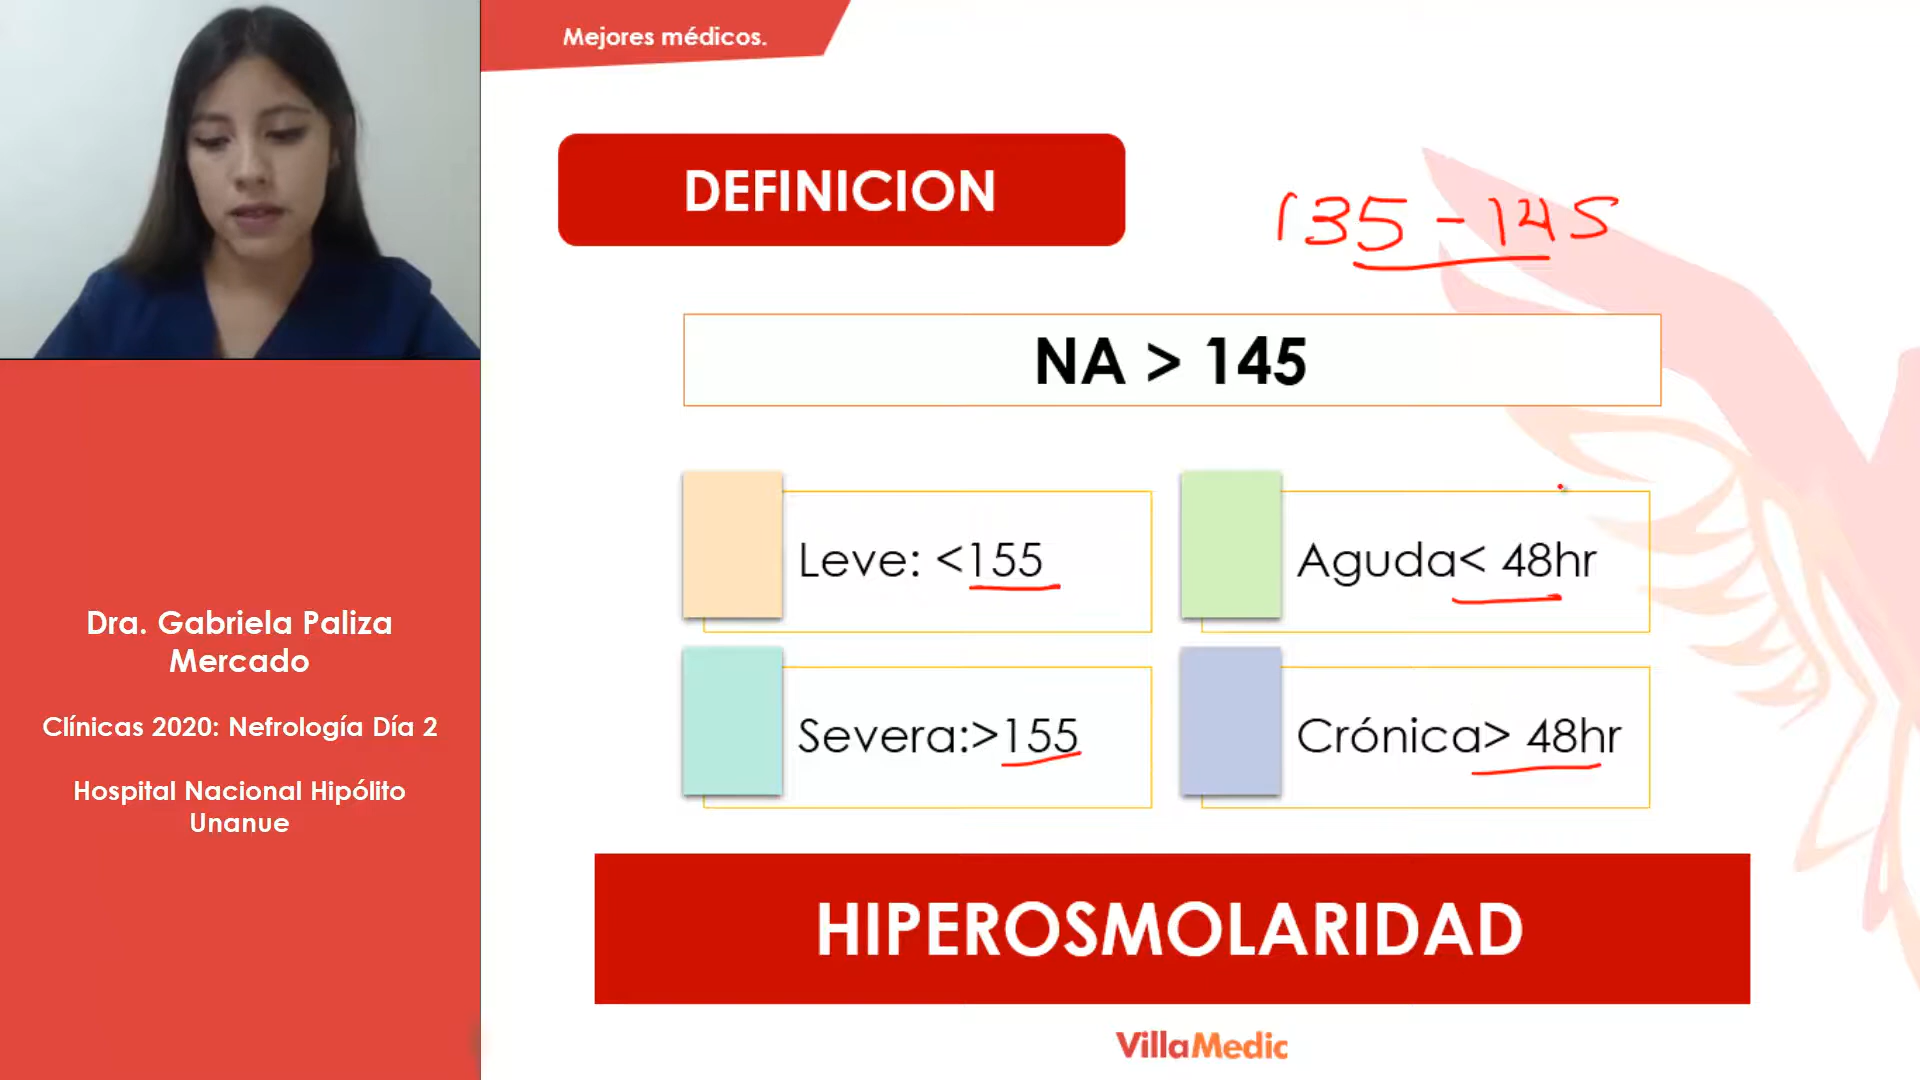 Mejores médicos.
DEFINICION
135-145
NA > 145
Leve: <155
Aguda< 48hr
Severa:>155
Crónica> 48hr
HIPEROSMOLARIDAD
VillaMedic
Dra. Gabriela Paliza
Mercado
Clínicas 2020: Nefrología Día 2
Hospital Nacional Hipólito
Unanue